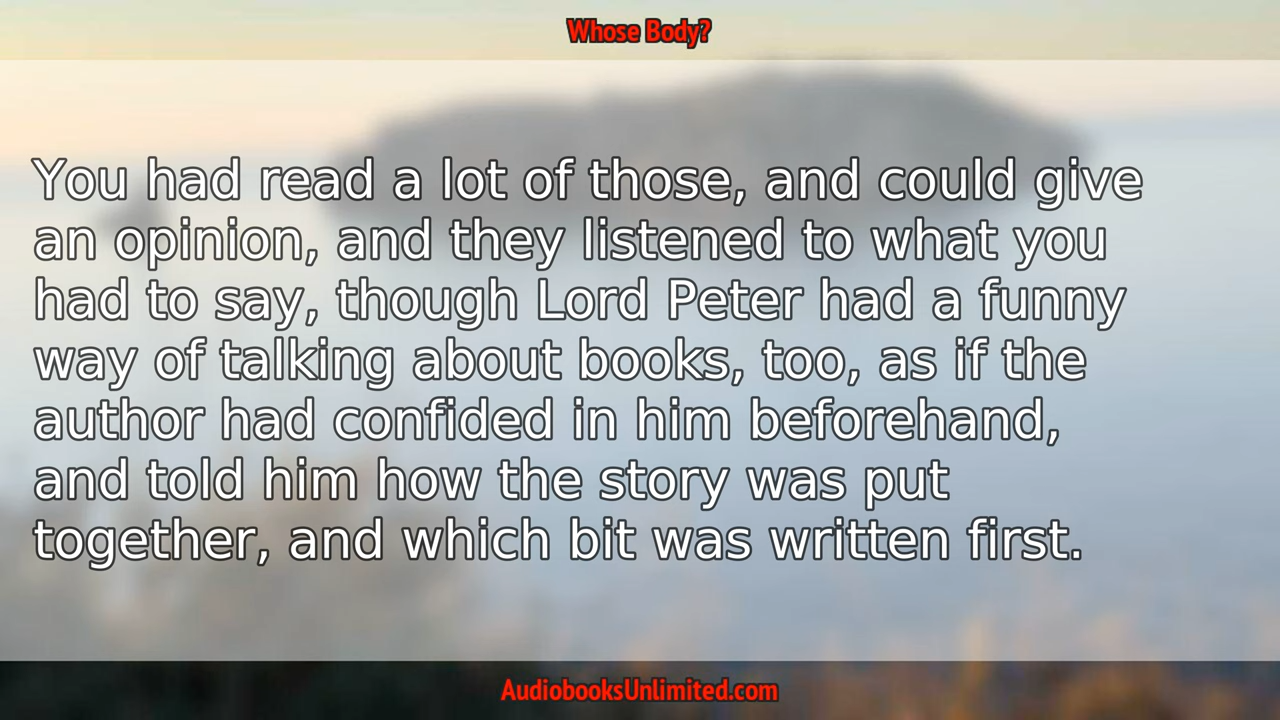 Whose Body?
You had read a lot of those, and could give
an opinion, and they listened to what you
had to say, though Lord Peter had a funny
way of talking about books, too, as if the
author had confided in him beforehand,
and told him how the story was put
together, and which bit was written first.
AudiobooksUnlimited.com